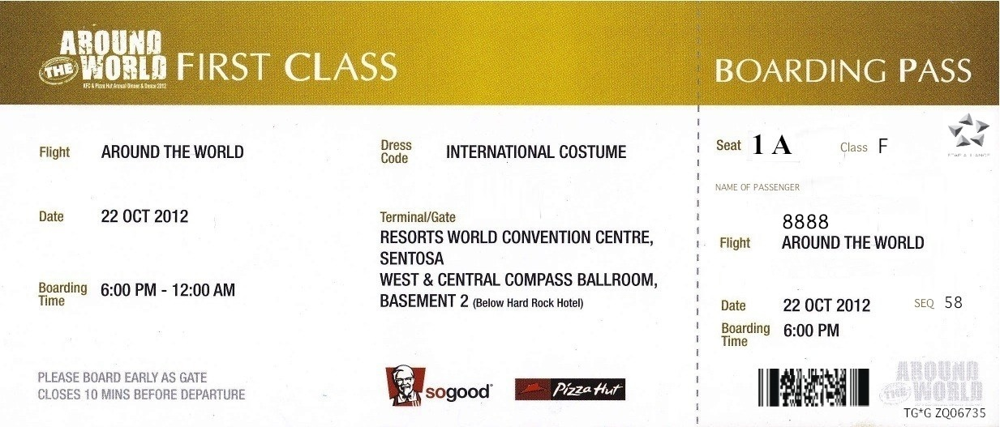 AROUND
THE WORLD
KFC & Pizza Hut Annual Dinner & Dance 2012
FIRST CLASS
BOARDING PASS
Flight AROUND THE WORLD
Date 22 OCT 2012
Boarding Time 6:00 PM - 12:00 AM
PLEASE BOARD EARLY AS GATE
CLOSES 10 MINS BEFORE DEPARTURE
Dress Code INTERNATIONAL COSTUME
Terminal/Gate
RESORTS WORLD CONVENTION CENTRE,
SENTOSA
WEST & CENTRAL COMPASS BALLROOM,
BASEMENT 2 (Below Hard Rock Hotel)
sogood
Pizza Hut
Seat 1 A Class F
STAR ALLIANCE
NAME OF PASSENGER
8888
Flight AROUND THE WORLD
Date 22 OCT 2012 SEQ 58
Boarding Time 6:00 PM
AROUND
THE WORLD
TG*G ZQ06735